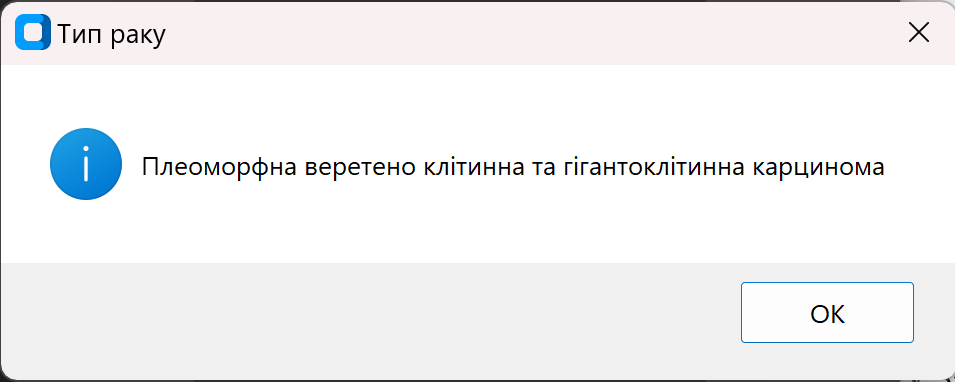 Тип раку
Плеоморфна веретено клітинна та гігантоклітинна карцинома
OK